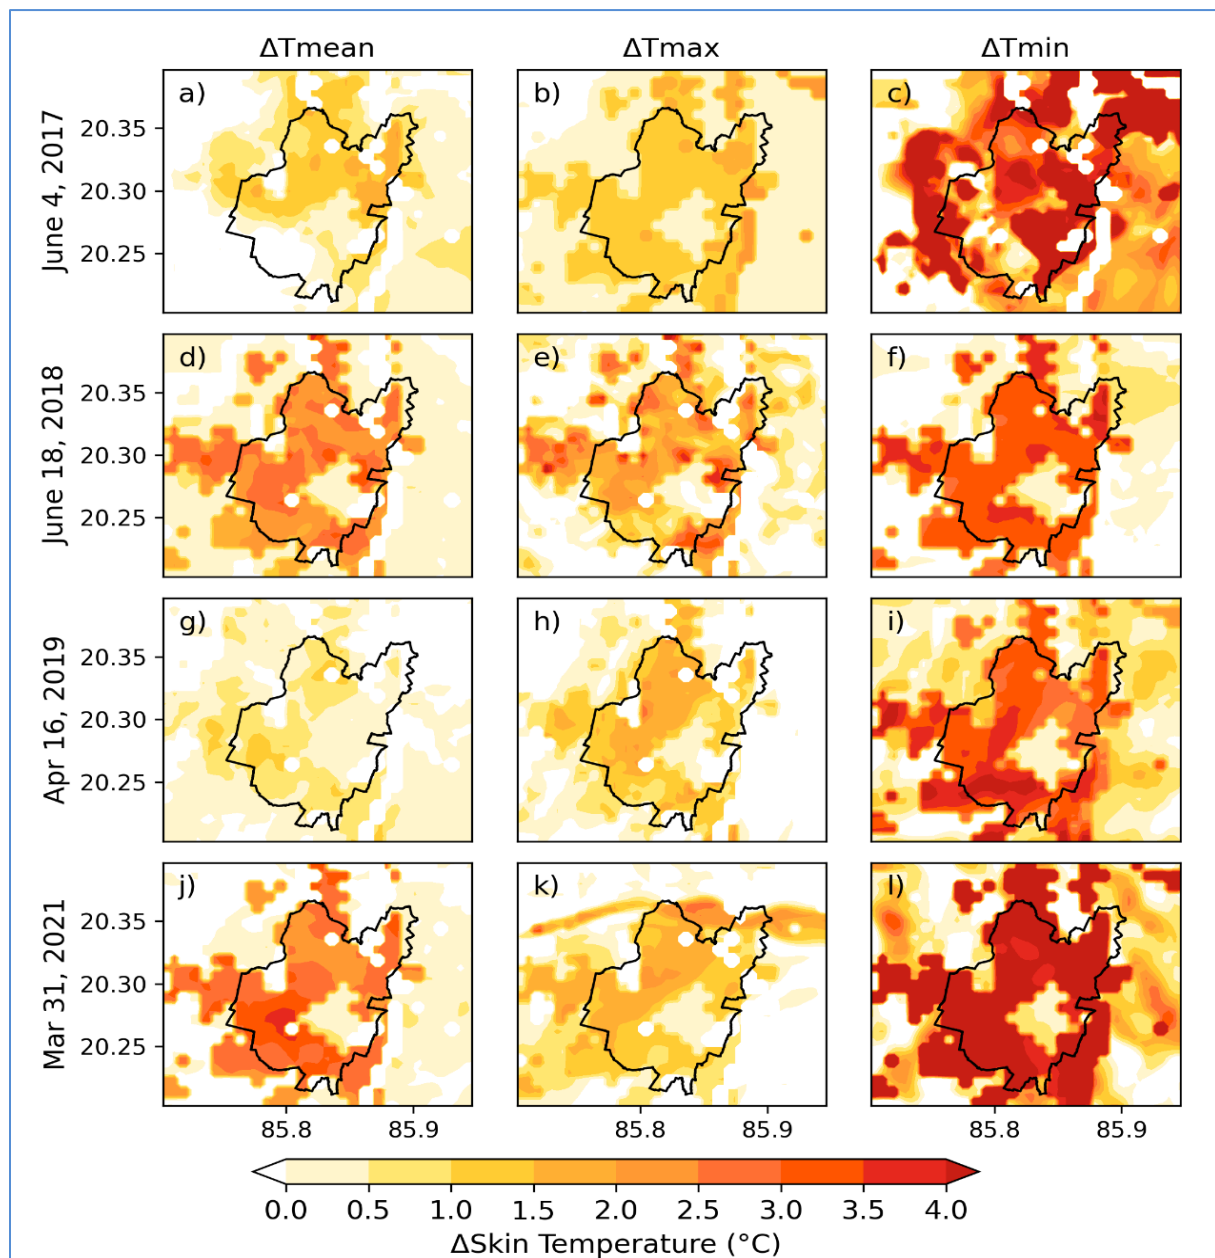 ΔTmean ΔTmax ΔTmin
June 4, 2017
a) b) c)
20.35
20.30
20.25
June 18, 2018
d) e) f)
20.35
20.30
20.25
Apr 16, 2019
g) h) i)
20.35
20.30
20.25
Mar 31, 2021
j) k) l)
20.35
20.30
20.25
85.8 85.9 85.8 85.9 85.8 85.9
0.0 0.5 1.0 1.5 2.0 2.5 3.0 3.5 4.0
ΔSkin Temperature (°C)